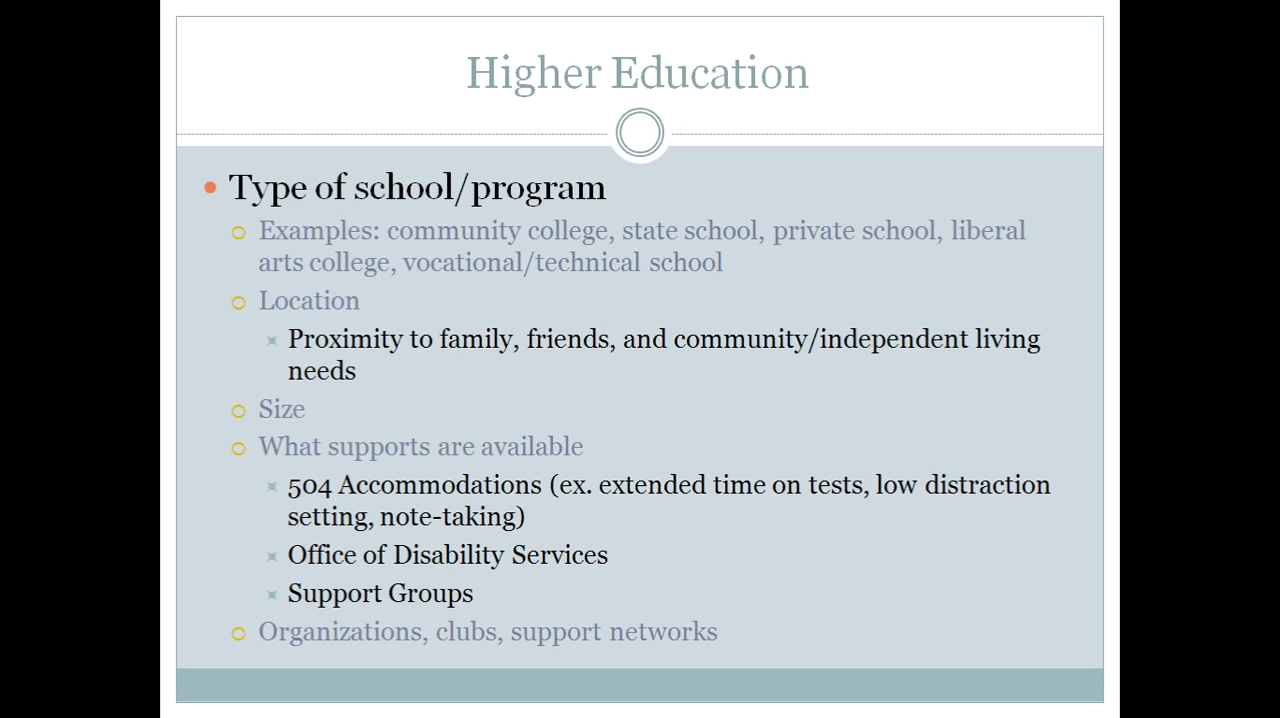 Higher Education
Type of school/program
Examples: community college, state school, private school, liberal
arts college, vocational/technical school
Location
Proximity to family, friends, and community/independent living
needs
Size
What supports are available
504 Accommodations (ex. extended time on tests, low distraction
setting, note-taking)
Office of Disability Services
Support Groups
Organizations, clubs, support networks